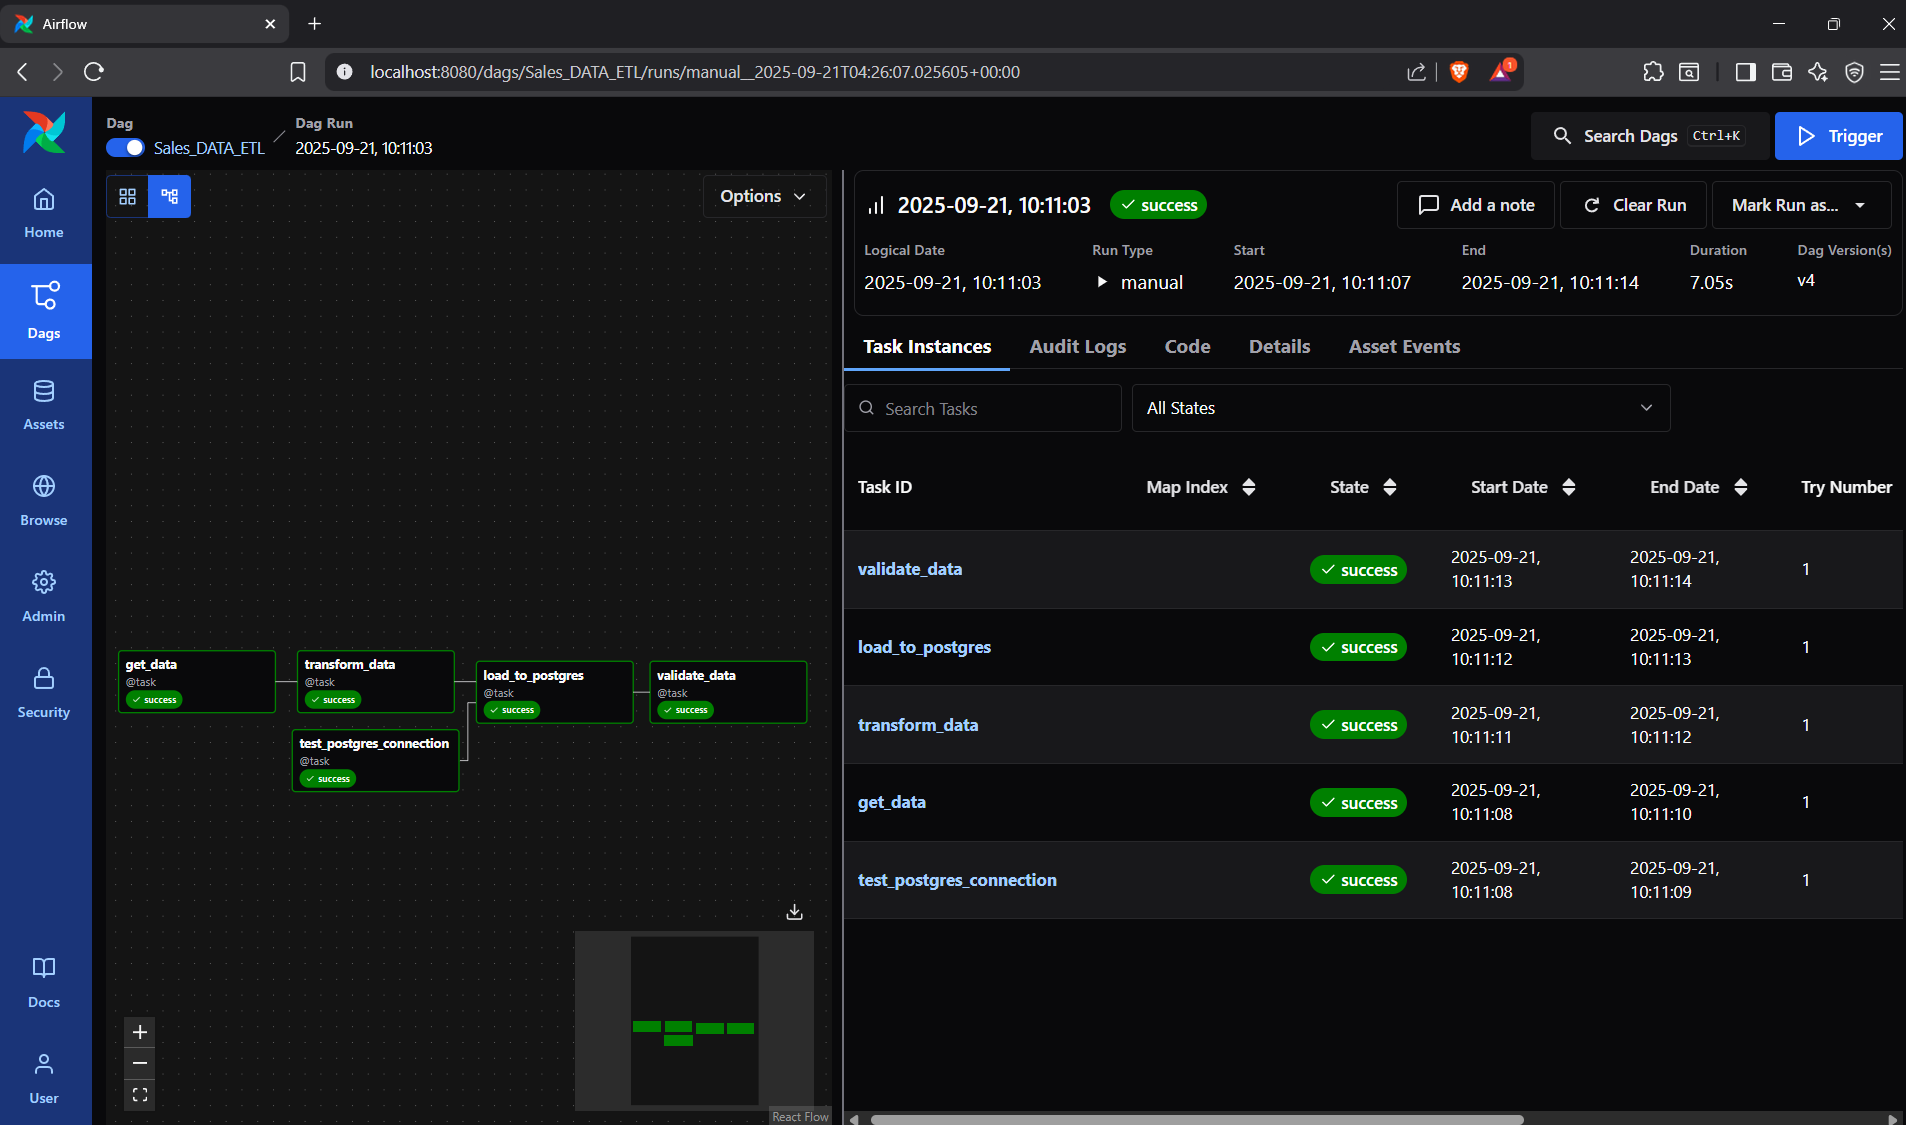 Airflow
localhost:8080/dags/Sales_DATA_ETL/runs/manual__2025-09-21T04:26:07.025605+00:00
1
Home
Dags
Assets
Browse
Admin
Security
Docs
User
Dag
Sales_DATA_ETL
Dag Run
2025-09-21, 10:11:03
Search Dags Ctrl+K
Trigger
Options
get_data
@task
success
transform_data
@task
success
test_postgres_connection
@task
success
load_to_postgres
@task
success
validate_data
@task
success
React Flow
2025-09-21, 10:11:03 success
Add a note
Clear Run
Mark Run as...
Logical Date Run Type Start End Duration Dag Version(s)
2025-09-21, 10:11:03 manual 2025-09-21, 10:11:07 2025-09-21, 10:11:14 7.05s v4
Task Instances Audit Logs Code Details Asset Events
Search Tasks
All States
Task ID Map Index State Start Date End Date Try Number
validate_data success 2025-09-21, 10:11:13 2025-09-21, 10:11:14 1
load_to_postgres success 2025-09-21, 10:11:12 2025-09-21, 10:11:13 1
transform_data success 2025-09-21, 10:11:11 2025-09-21, 10:11:12 1
get_data success 2025-09-21, 10:11:08 2025-09-21, 10:11:10 1
test_postgres_connection success 2025-09-21, 10:11:08 2025-09-21, 10:11:09 1